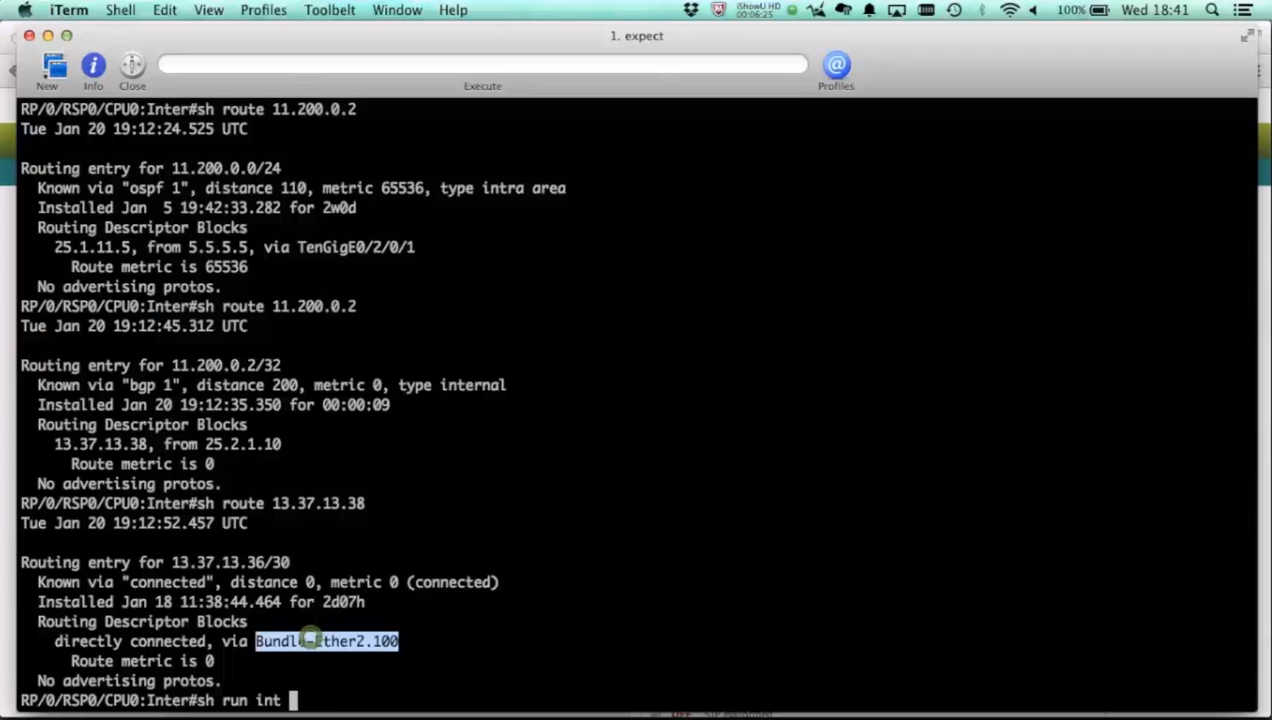 iTerm Shell Edit View Profiles Toolbelt Window Help iShowU HD 00:06:25 100% Wed 18:41
1. expect
New Info Close Execute Profiles
RP/0/RSP0/CPU0:Inter#sh route 11.200.0.2
Tue Jan 20 19:12:24.525 UTC
Routing entry for 11.200.0.0/24
Known via "ospf 1", distance 110, metric 65536, type intra area
Installed Jan  5 19:42:33.282 for 2w0d
Routing Descriptor Blocks
25.1.11.5, from 5.5.5.5, via TenGigE0/2/0/1
Route metric is 65536
No advertising protos.
RP/0/RSP0/CPU0:Inter#sh route 11.200.0.2
Tue Jan 20 19:12:45.312 UTC
Routing entry for 11.200.0.2/32
Known via "bgp 1", distance 200, metric 0, type internal
Installed Jan 20 19:12:35.350 for 00:00:09
Routing Descriptor Blocks
13.37.13.38, from 25.2.1.10
Route metric is 0
No advertising protos.
RP/0/RSP0/CPU0:Inter#sh route 13.37.13.38
Tue Jan 20 19:12:52.457 UTC
Routing entry for 13.37.13.36/30
Known via "connected", distance 0, metric 0 (connected)
Installed Jan 18 11:38:44.464 for 2d07h
Routing Descriptor Blocks
directly connected, via Bundle-Ether2.100
Route metric is 0
No advertising protos.
RP/0/RSP0/CPU0:Inter#sh run int